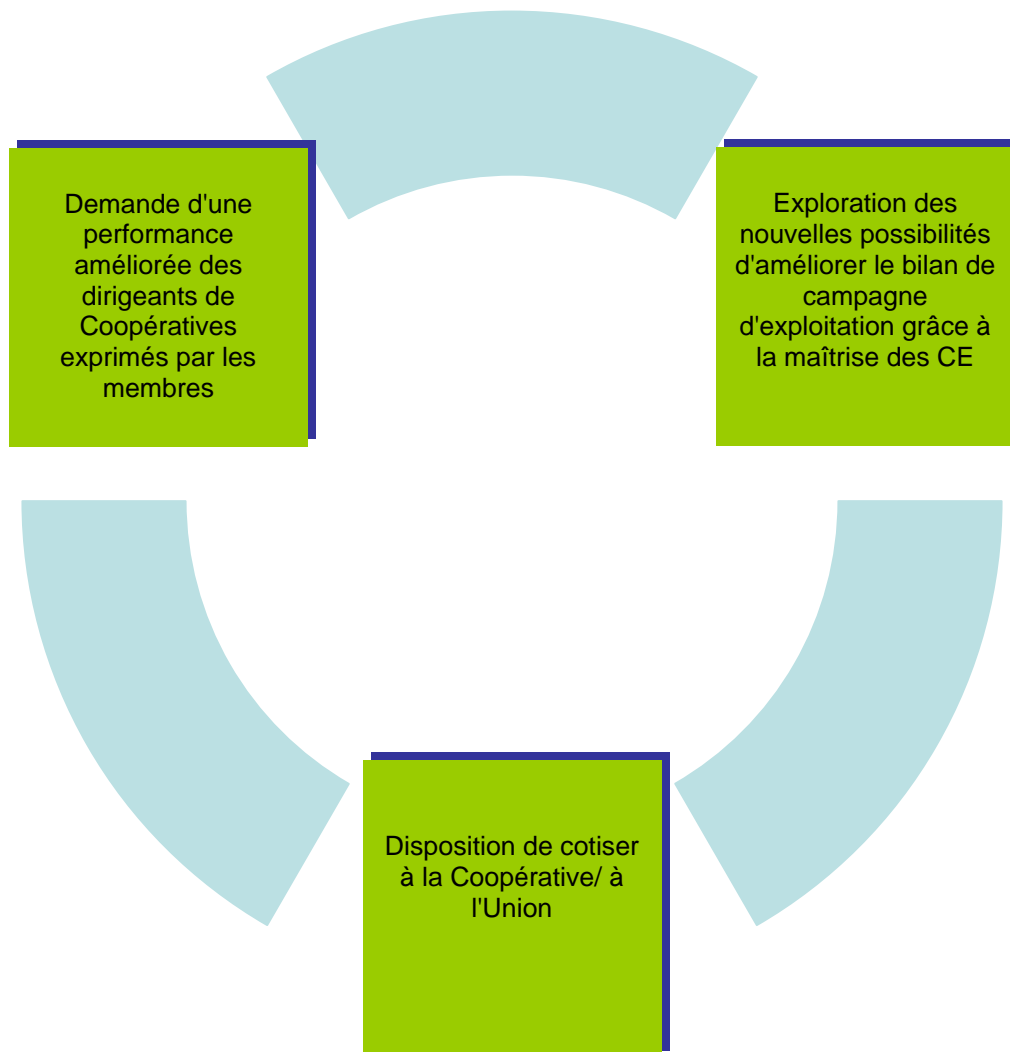 Demande d'une
performance
améliorée des
dirigeants de
Coopératives
exprimés par les
membres
Exploration des
nouvelles possibilités
d'améliorer le bilan de
campagne
d'exploitation grâce à
la maîtrise des CE
Disposition de cotiser
à la Coopérative/ à
l'Union